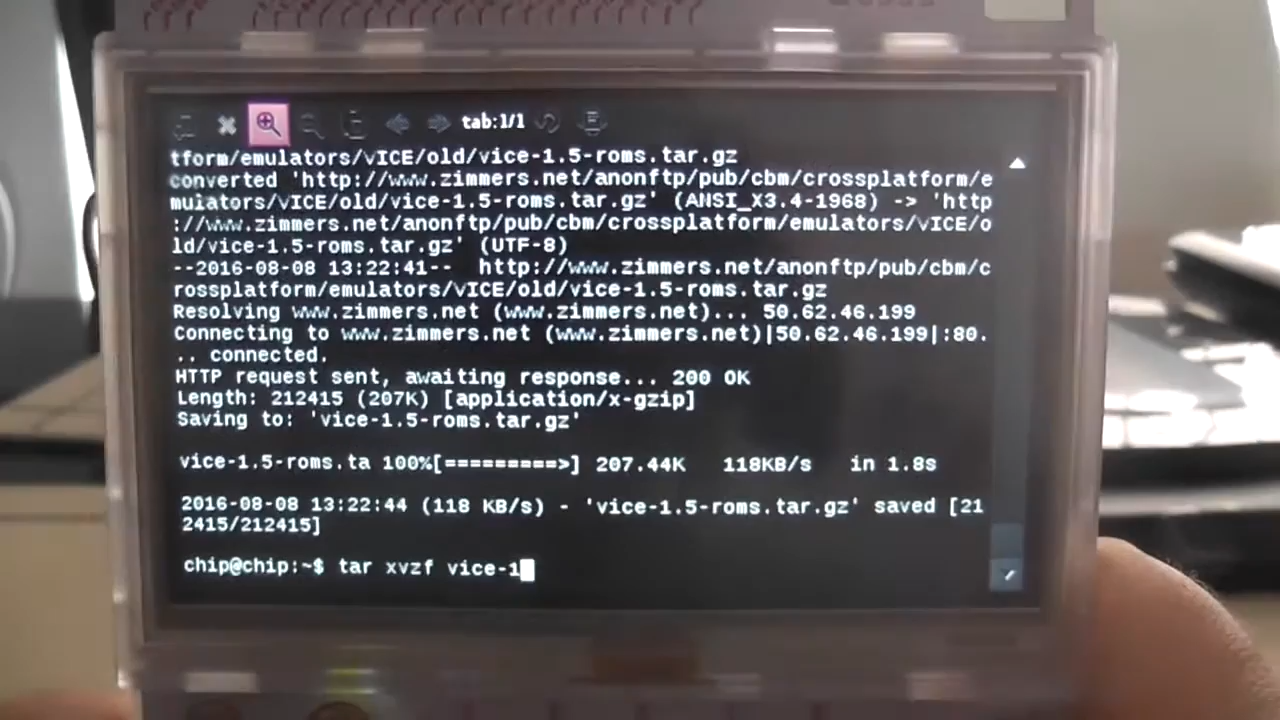 tab:1/1
tform/emulators/vICE/old/vice-1.5-roms.tar.gz
converted 'http://www.zimmers.net/anonftp/pub/cbm/crossplatform/e
mulators/vICE/old/vice-1.5-roms.tar.gz' (ANSI_X3.4-1968) -> 'http
://www.zimmers.net/anonftp/pub/cbm/crossplatform/emulators/vICE/o
ld/vice-1.5-roms.tar.gz' (UTF-8)
--2016-08-08 13:22:41--  http://www.zimmers.net/anonftp/pub/cbm/c
rossplatform/emulators/vICE/old/vice-1.5-roms.tar.gz
Resolving www.zimmers.net (www.zimmers.net)... 50.62.46.199
Connecting to www.zimmers.net (www.zimmers.net)|50.62.46.199|:80.
.. connected.
HTTP request sent, awaiting response... 200 OK
Length: 212415 (207K) [application/x-gzip]
Saving to: 'vice-1.5-roms.tar.gz'
vice-1.5-roms.ta 100%[=========>] 207.44K   118KB/s   in 1.8s
2016-08-08 13:22:44 (118 KB/s) - 'vice-1.5-roms.tar.gz' saved [21
2415/212415]
chip@chip:~$ tar xvzf vice-1